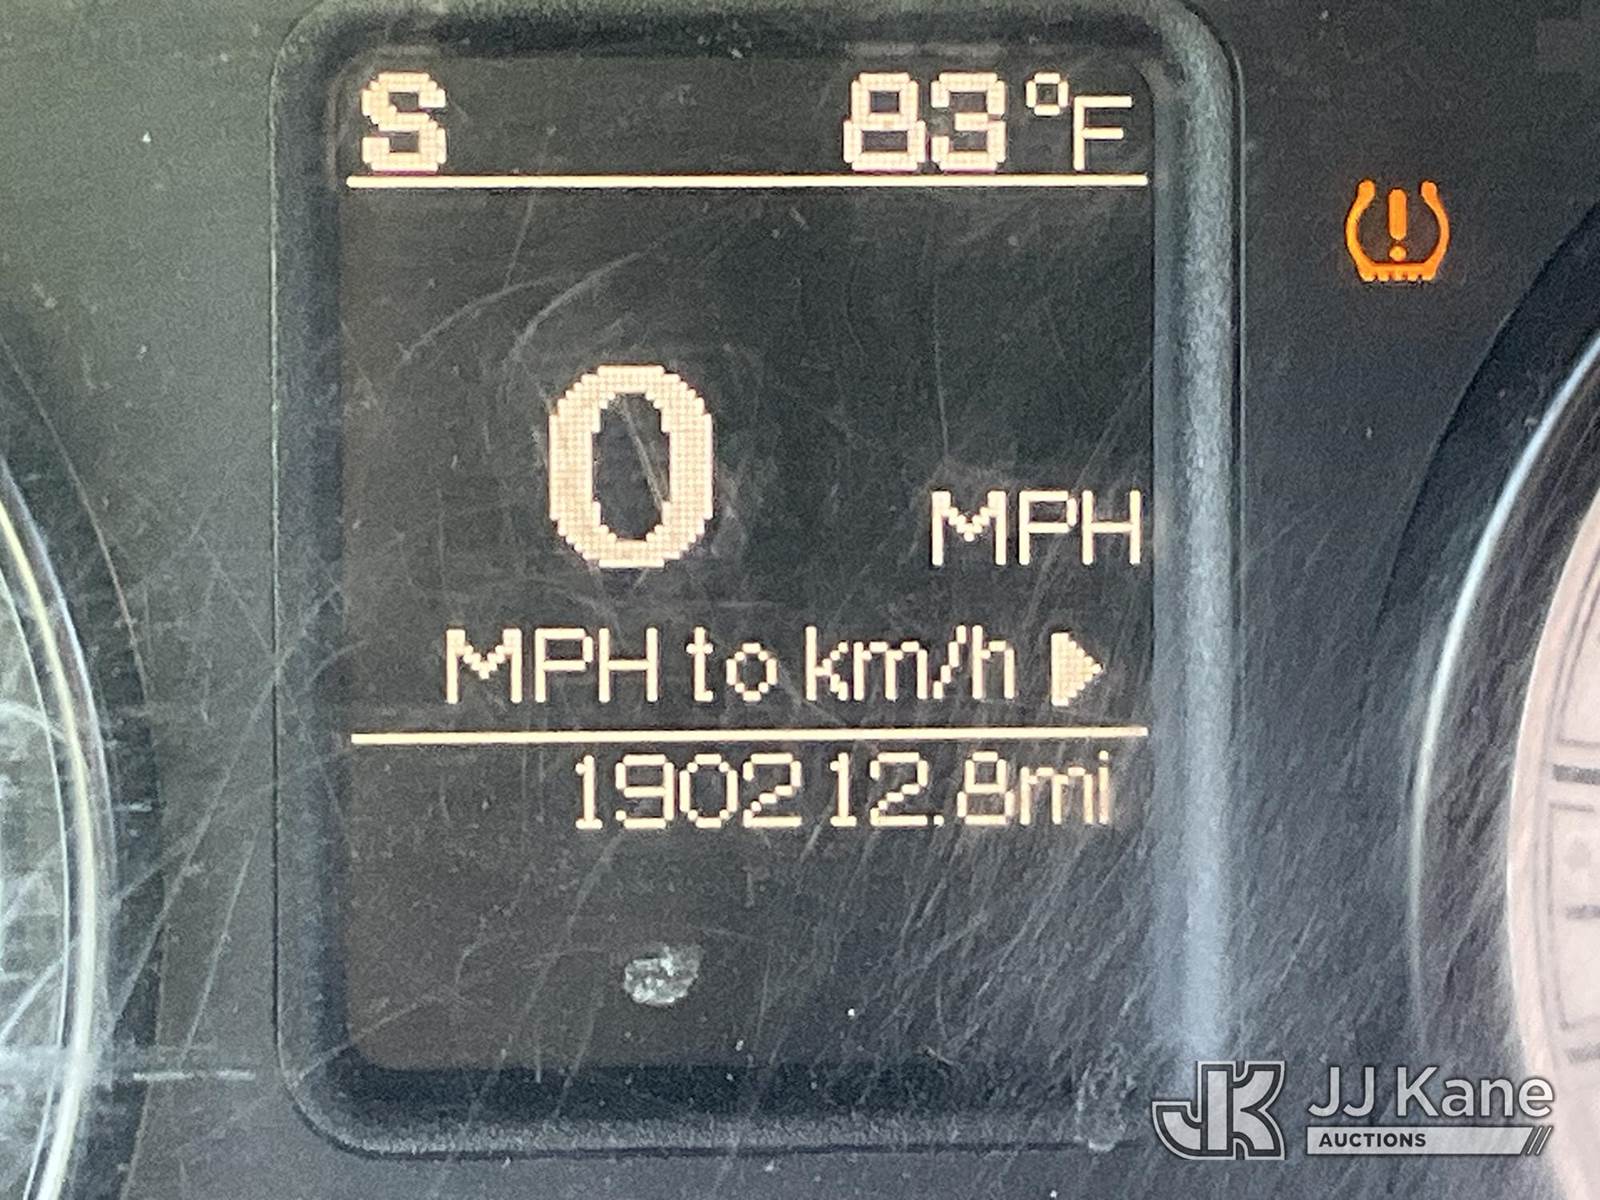 S 83°F
0 MPH
MPH to km/h
190212.8mi
JK JJ Kane
AUCTIONS